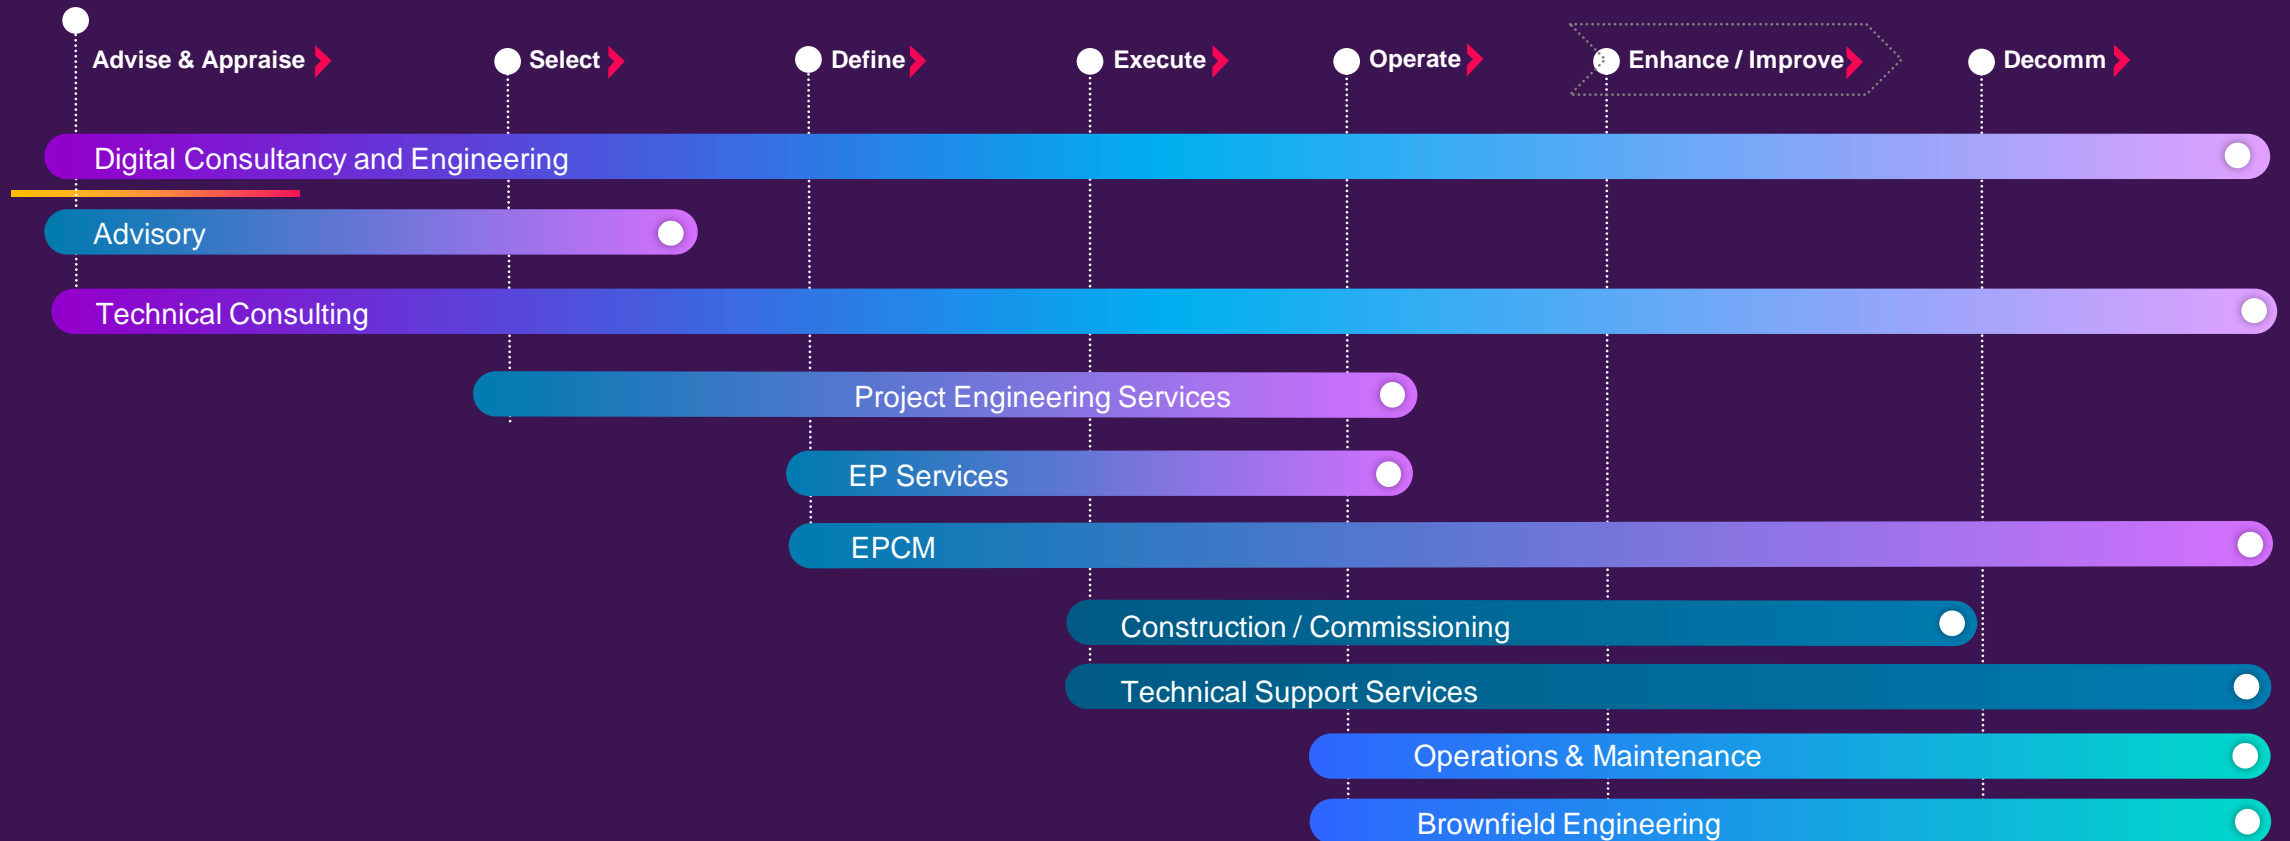 Advise & Appraise
Select
Define
Execute
Operate
Enhance / Improve
Decomm
Digital Consultancy and Engineering
Advisory
Technical Consulting
Project Engineering Services
EP Services
EPCM
Construction / Commissioning
Technical Support Services
Operations & Maintenance
Brownfield Engineering